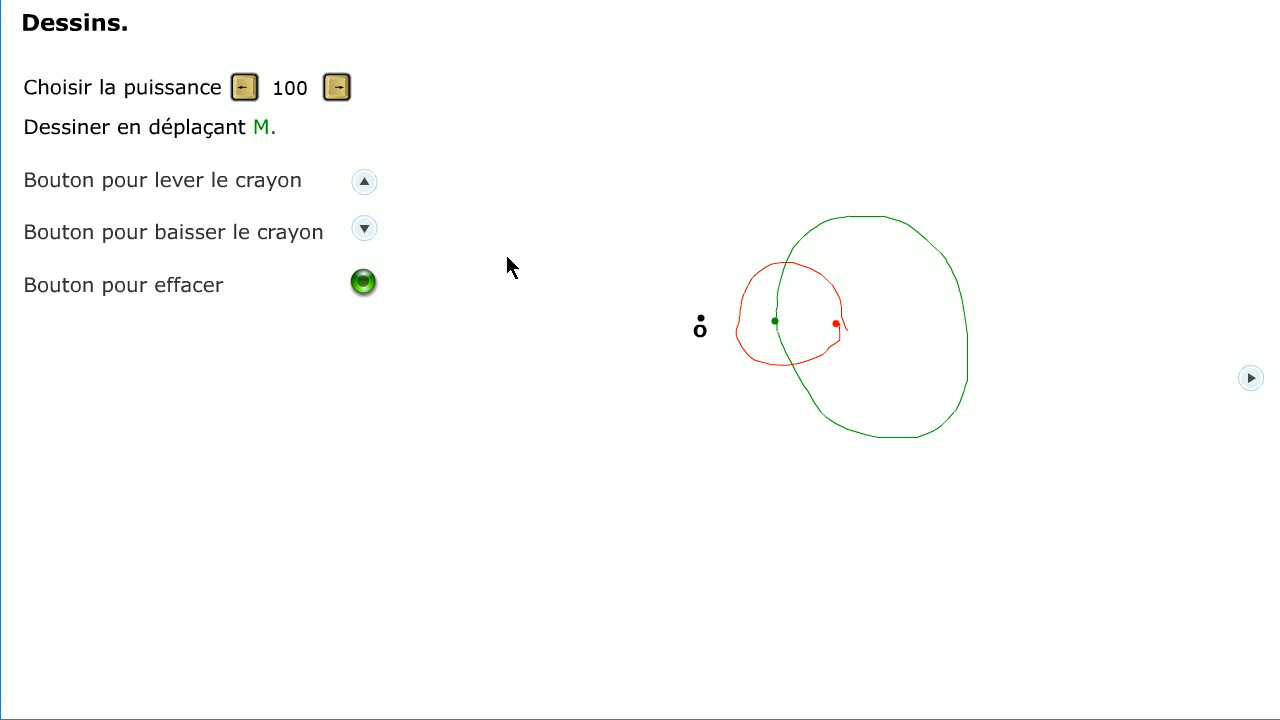 Dessins.
Choisir la puissance 100
Dessiner en déplaçant M.
Bouton pour lever le crayon
Bouton pour baisser le crayon
Bouton pour effacer
o